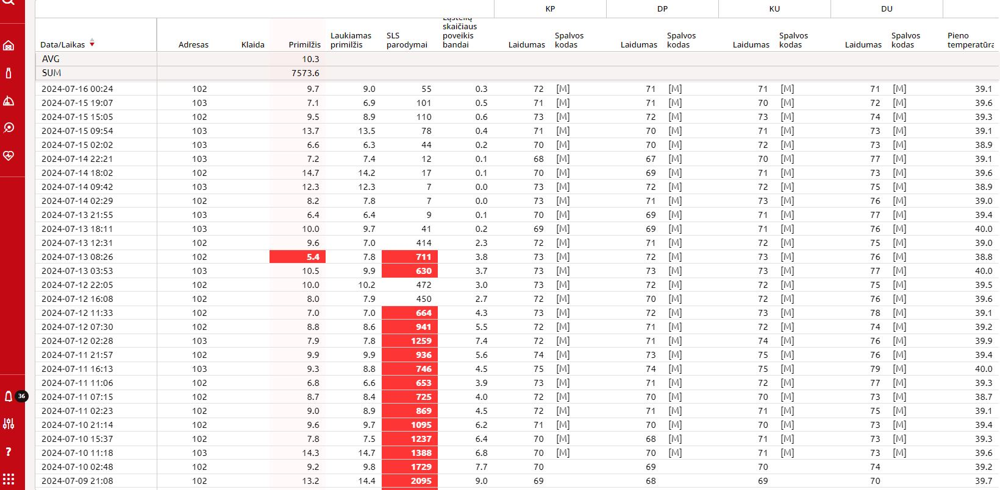 KP DP KU DU
Data/Laikas Adresas Klaida Primilžis Laukiamas primilžis SLS parodymai skaičiaus poveikis bandai Laidumas Spalvos kodas Laidumas Spalvos kodas Laidumas Spalvos kodas Laidumas Spalvos kodas Pieno temperatūra
AVG 10.3
SUM 7573.6
2024-07-16 00:24 102 9.7 9.0 55 0.3 72 [M] 71 [M] 71 [M] 71 [M] 39.1
2024-07-15 19:07 103 7.1 6.9 101 0.5 71 [M] 71 [M] 70 [M] 72 [M] 39.6
2024-07-15 15:05 102 9.5 8.9 110 0.6 73 [M] 72 [M] 73 [M] 74 [M] 39.3
2024-07-15 09:54 103 13.7 13.5 78 0.4 71 [M] 70 [M] 71 [M] 73 [M] 39.1
2024-07-15 02:02 103 6.6 6.3 44 0.2 70 [M] 70 [M] 72 [M] 73 [M] 38.9
2024-07-14 22:21 103 7.2 7.4 12 0.1 68 [M] 67 [M] 70 [M] 77 [M] 39.1
2024-07-14 18:02 102 14.7 14.2 17 0.1 70 [M] 69 [M] 71 [M] 73 [M] 39.6
2024-07-14 09:42 103 12.3 12.3 7 0.0 73 [M] 72 [M] 72 [M] 75 [M] 38.9
2024-07-14 02:29 102 8.2 7.8 7 0.0 73 [M] 71 [M] 73 [M] 76 [M] 39.0
2024-07-13 21:55 103 6.4 6.4 9 0.1 70 [M] 69 [M] 71 [M] 77 [M] 39.4
2024-07-13 18:11 103 10.0 9.7 41 0.2 69 [M] 69 [M] 71 [M] 76 [M] 40.0
2024-07-13 12:31 102 9.6 7.0 414 2.3 72 [M] 71 [M] 72 [M] 75 [M] 39.0
2024-07-13 08:26 102 5.4 7.8 711 3.8 73 [M] 72 [M] 73 [M] 76 [M] 38.8
2024-07-13 03:53 103 10.5 9.9 630 3.7 73 [M] 73 [M] 73 [M] 77 [M] 40.0
2024-07-12 22:05 102 10.0 10.2 472 3.0 73 [M] 72 [M] 72 [M] 75 [M] 39.5
2024-07-12 16:08 102 8.0 7.9 450 2.7 72 [M] 70 [M] 72 [M] 76 [M] 39.6
2024-07-12 11:33 102 7.0 7.0 664 4.3 73 [M] 72 [M] 73 [M] 78 [M] 39.1
2024-07-12 07:30 102 8.8 8.6 941 5.5 72 [M] 71 [M] 72 [M] 74 [M] 39.2
2024-07-12 02:28 103 7.9 7.8 1259 7.4 72 [M] 71 [M] 74 [M] 76 [M] 39.9
2024-07-11 21:57 102 9.9 9.9 936 5.6 74 [M] 73 [M] 75 [M] 76 [M] 39.4
2024-07-11 16:13 103 9.3 8.8 746 4.5 75 [M] 74 [M] 75 [M] 79 [M] 40.0
2024-07-11 11:06 102 6.8 6.6 653 3.9 73 [M] 71 [M] 72 [M] 77 [M] 39.3
36
2024-07-11 07:15 102 8.7 8.4 725 4.0 72 [M] 70 [M] 70 [M] 73 [M] 38.7
2024-07-11 02:23 102 9.0 8.9 869 4.5 72 [M] 71 [M] 71 [M] 75 [M] 39.1
2024-07-10 21:14 102 9.6 9.7 1095 6.2 71 [M] 70 [M] 70 [M] 73 [M] 39.4
2024-07-10 15:37 102 7.8 7.5 1237 6.4 70 [M] 68 [M] 71 [M] 73 [M] 39.3
2024-07-10 11:18 103 14.3 14.7 1388 6.8 70 [M] 70 [M] 71 [M] 73 [M] 39.6
2024-07-10 02:48 102 9.2 9.8 1729 7.7 70 69 70 74 39.2
2024-07-09 21:08 102 13.2 14.4 2095 9.0 69 68 69 70 39.7